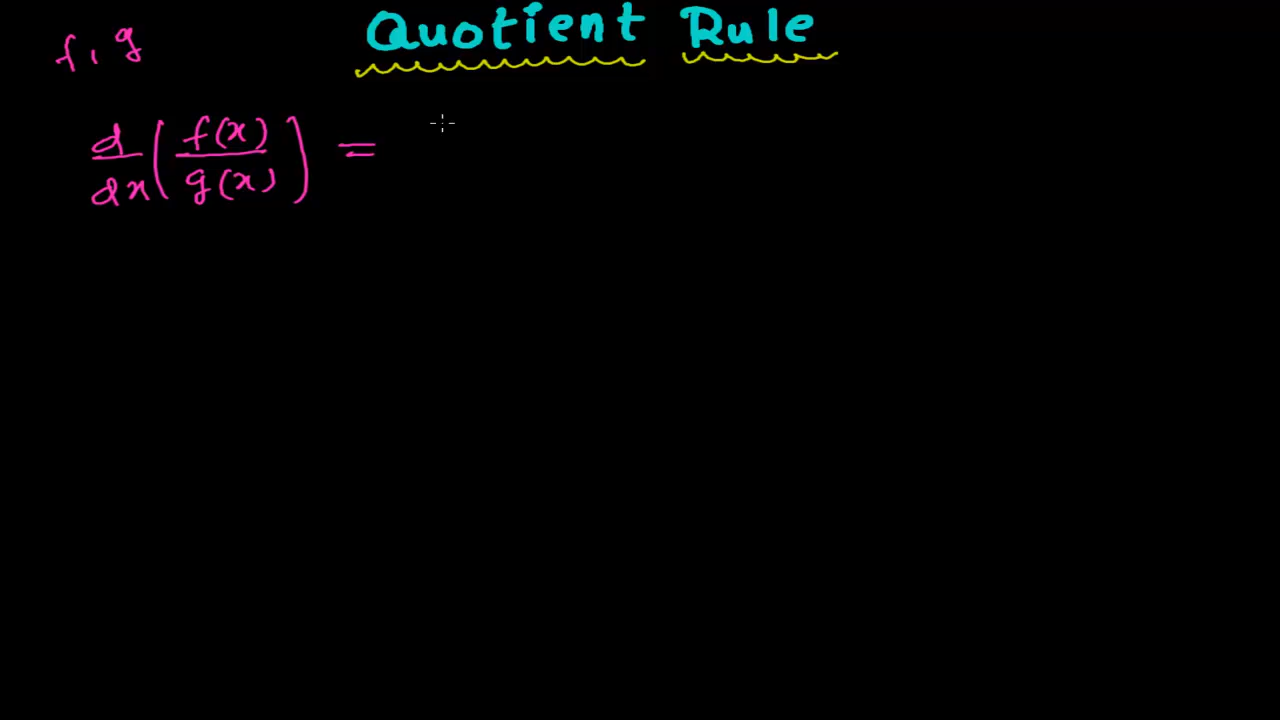 Quotient Rule
f, g
d/dx ( f(x) / g(x) ) =